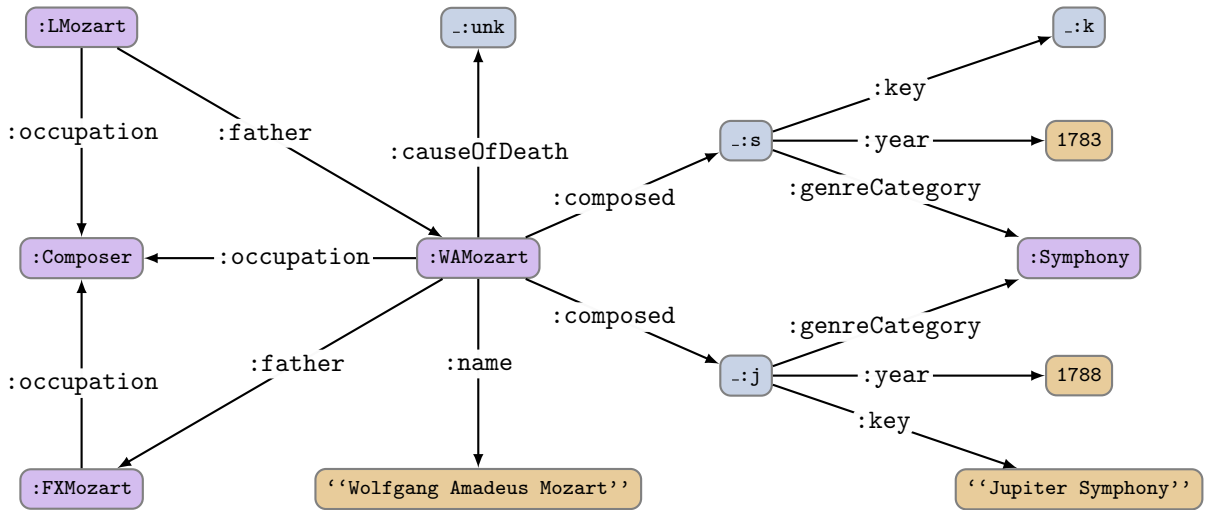 :LMozart
_:unk
_:k
:key
:occupation
:father
:causeOfDeath
_:s
:year
1783
:genreCategory
:composed
:Composer
:occupation
:WAMozart
:Symphony
:composed
:genreCategory
:father
:name
_:j
:year
1788
:occupation
:key
:FXMozart
‘‘Wolfgang Amadeus Mozart’’
‘‘Jupiter Symphony’’